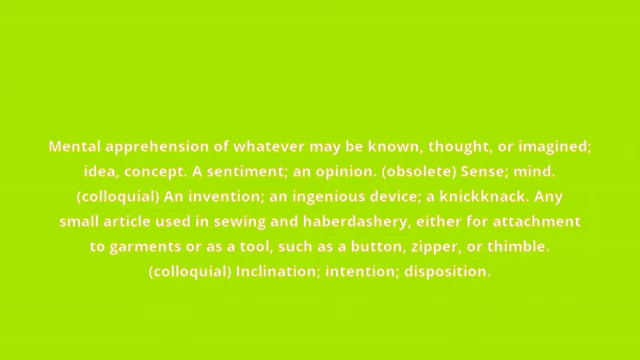 Mental apprehension of whatever may be known, thought, or imagined;
idea, concept. A sentiment; an opinion. (obsolete) Sense; mind.
(colloquial) An invention; an ingenious device; a knickknack. Any
small article used in sewing and haberdashery, either for attachment
to garments or as a tool, such as a button, zipper, or thimble.
(colloquial) Inclination; intention; disposition.